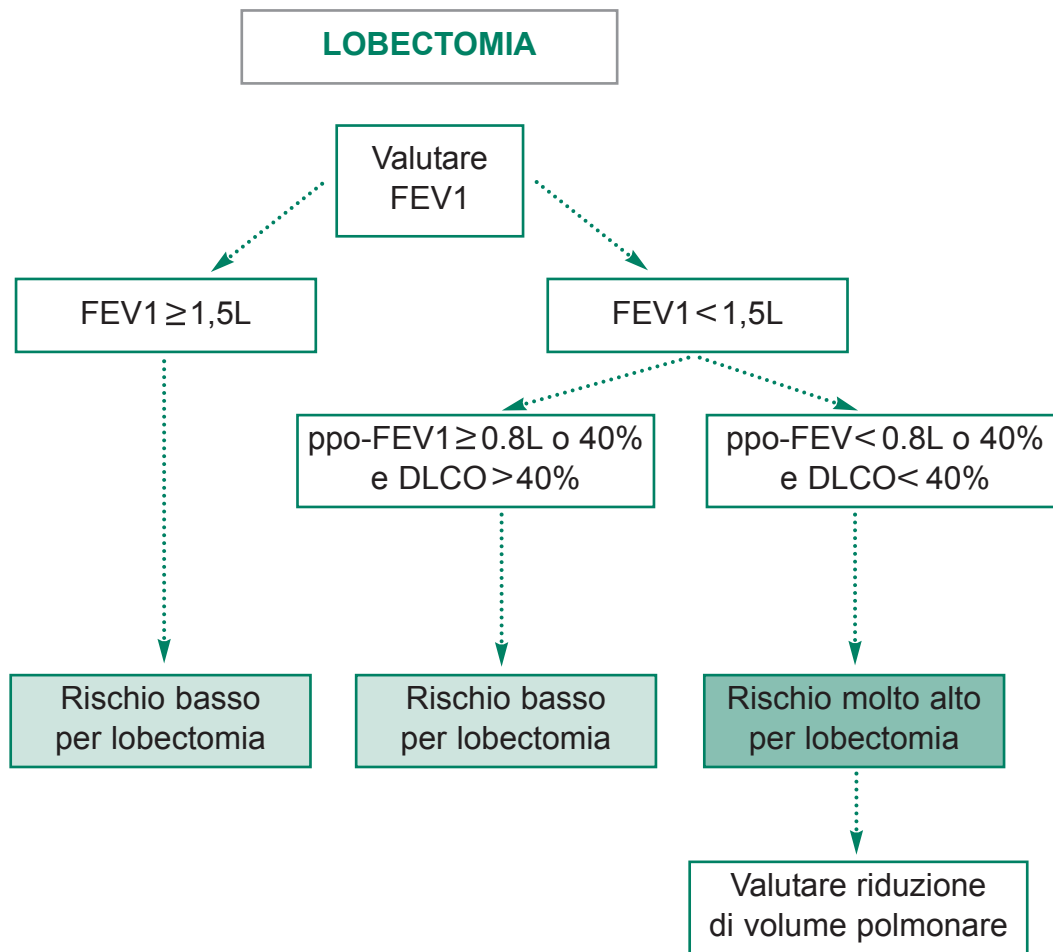 LOBECTOMIA
Valutare
FEV1
FEV1≥1,5L
FEV1<1,5L
ppo-FEV1≥0.8L o 40%
e DLCO>40%
ppo-FEV<0.8L o 40%
e DLCO<40%
Rischio basso
per lobectomia
Rischio basso
per lobectomia
Rischio molto alto
per lobectomia
Valutare riduzione
di volume polmonare